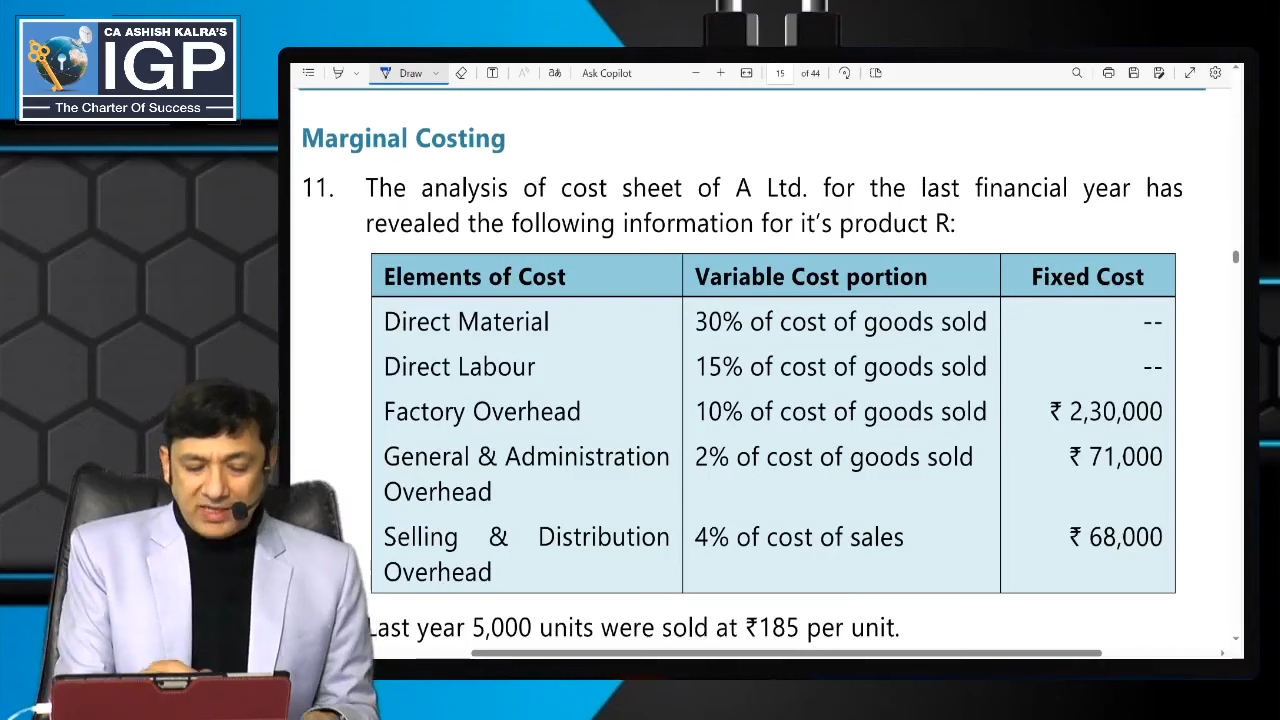 CA ASHISH KALRA'S
IGP
The Charter Of Success
Draw
aあ
Ask Copilot
15
of 44
Marginal Costing
11. The analysis of cost sheet of A Ltd. for the last financial year has
revealed the following information for it's product R:
Elements of Cost Variable Cost portion Fixed Cost
Direct Material 30% of cost of goods sold --
Direct Labour 15% of cost of goods sold --
Factory Overhead 10% of cost of goods sold ₹ 2,30,000
General & Administration 2% of cost of goods sold ₹ 71,000
Overhead
Selling & Distribution 4% of cost of sales ₹ 68,000
Overhead
Last year 5,000 units were sold at ₹185 per unit.